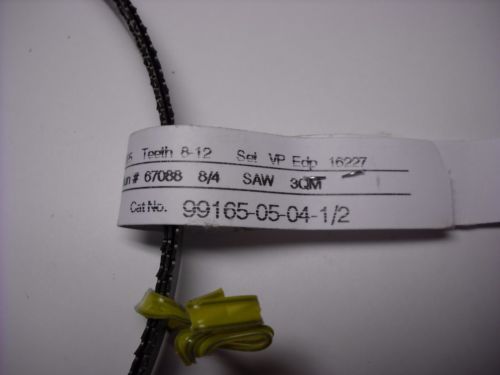 Teeth 8-12 Set VP Edp 16227
# 67088 8/4 SAW 3QM
Cat No. 99165-05-04-1/2